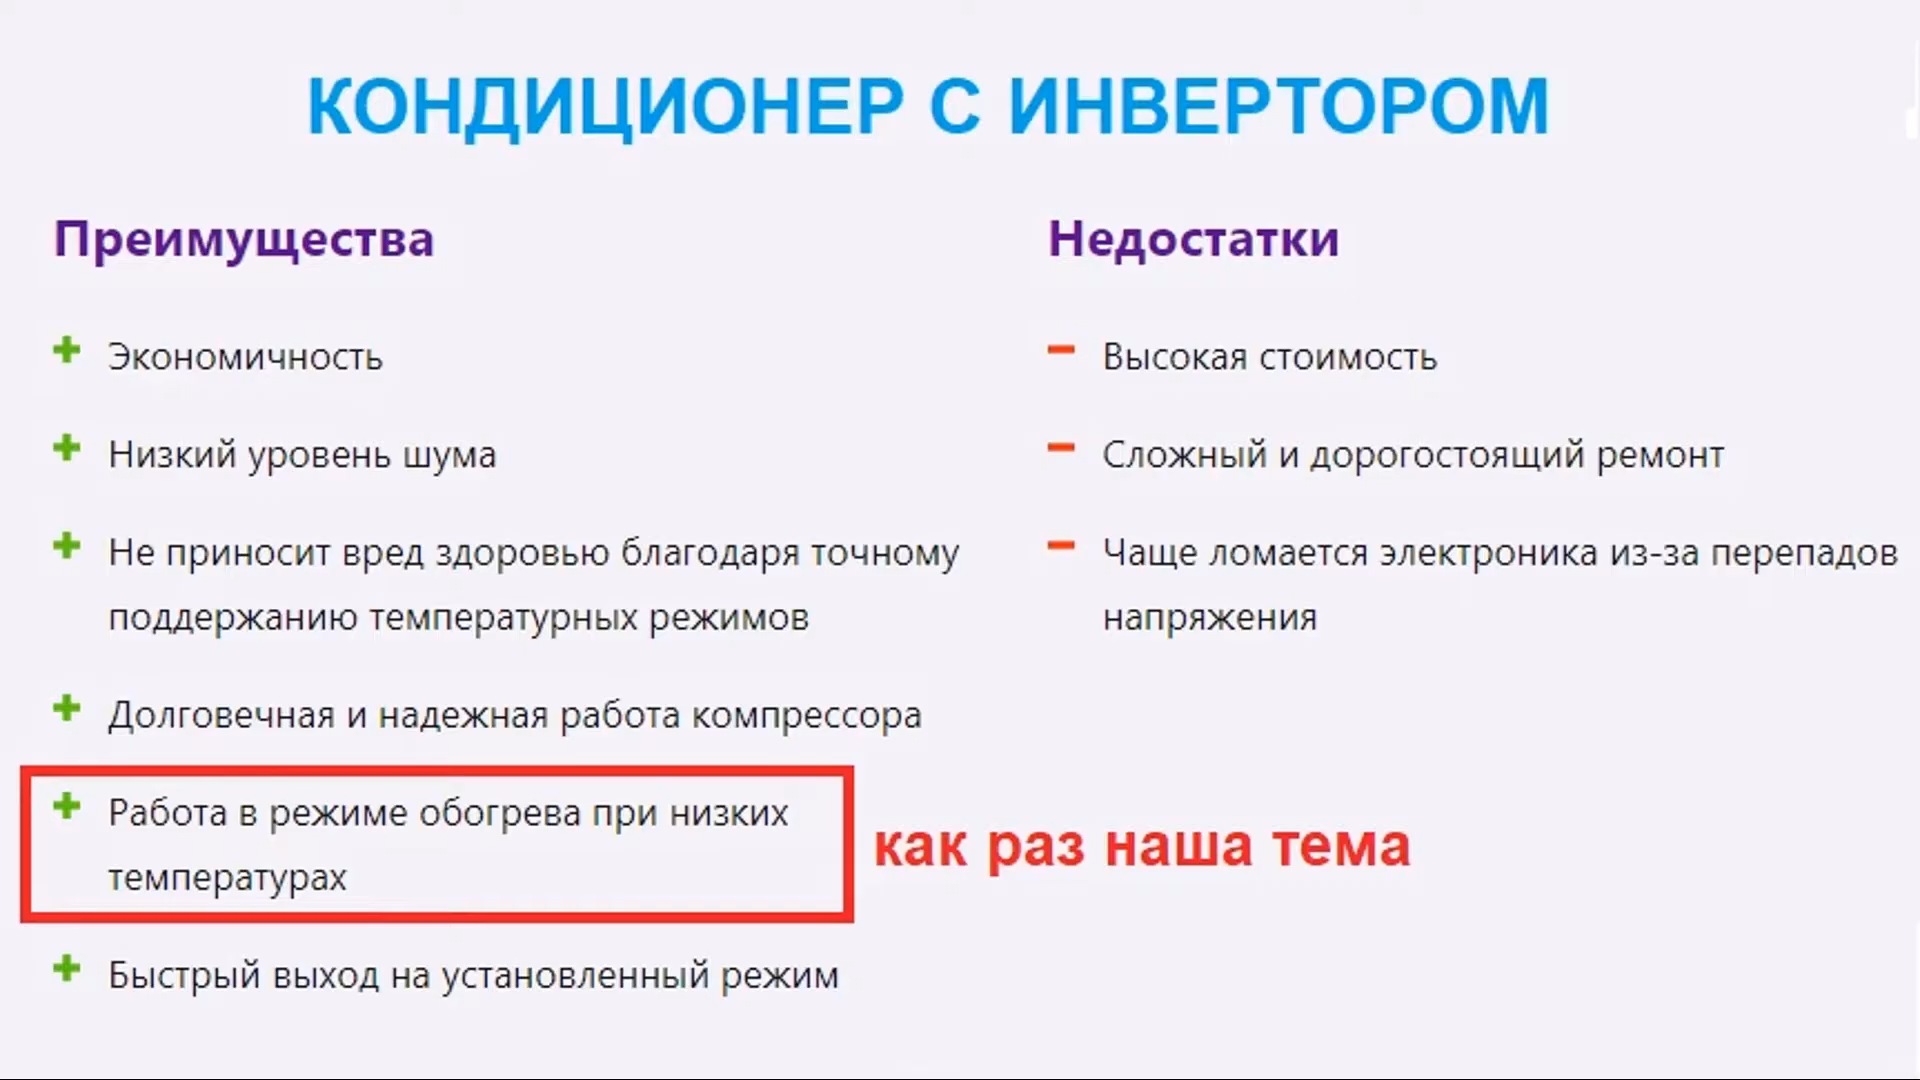 КОНДИЦИОНЕР С ИНВЕРТОРОМ
Преимущества
Экономичность
Низкий уровень шума
Не приносит вред здоровью благодаря точному
поддержанию температурных режимов
Долговечная и надежная работа компрессора
Работа в режиме обогрева при низких
температурах
как раз наша тема
Быстрый выход на установленный режим
Недостатки
Высокая стоимость
Сложный и дорогостоящий ремонт
Чаще ломается электроника из-за перепадов
напряжения